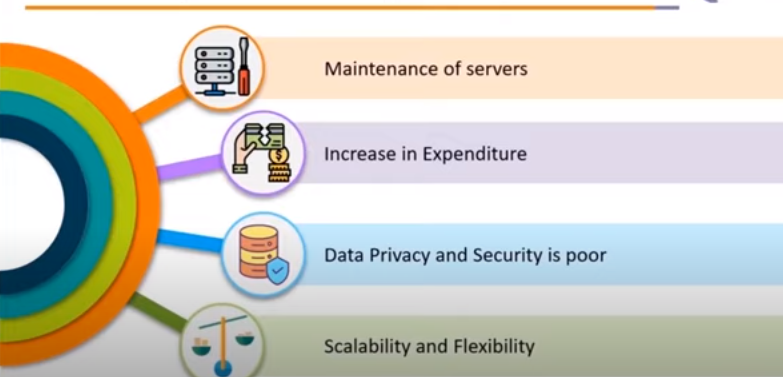 Maintenance of servers
Increase in Expenditure
Data Privacy and Security is poor
Scalability and Flexibility